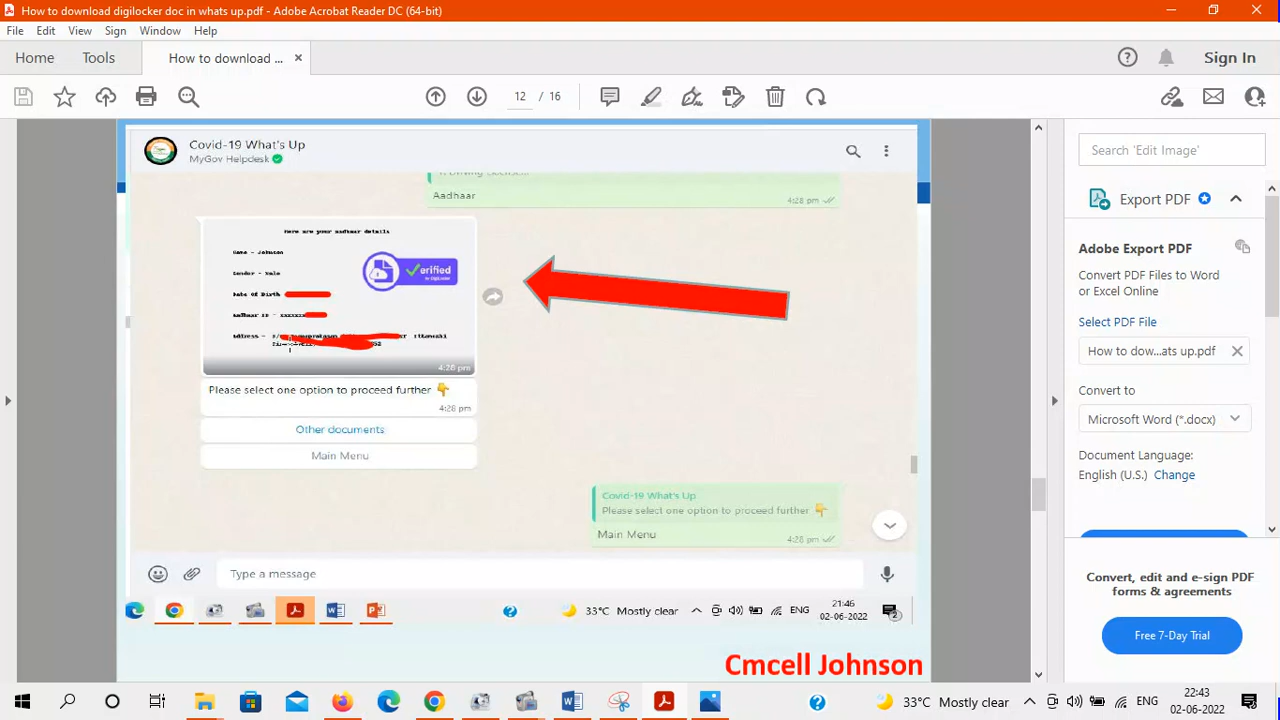 How to download digilocker doc in whats up.pdf - Adobe Acrobat Reader DC (64-bit)
File Edit View Sign Window Help
Home Tools How to download ... × Sign In
12 / 16
Covid-19 What's Up
MyGov Helpdesk
Aadhaar
4:28 pm
Here are your aadhaar details
Name - Johnson
Gender - Male
Verified
Date Of Birth
Aadhaar ID - xxxxxxx
Address -
4:28 pm
Please select one option to proceed further
4:28 pm
Other documents
Main Menu
Covid-19 What's Up
Please select one option to proceed further
Main Menu
4:28 pm
Type a message
33°C Mostly clear ENG
21:46
02-06-2022
2
Cmcell Johnson
Search 'Edit Image'
Export PDF
Adobe Export PDF
Convert PDF Files to Word
or Excel Online
Select PDF File
How to dow...ats up.pdf
Convert to
Microsoft Word (*.docx)
Document Language:
English (U.S.) Change
Convert, edit and e-sign PDF
forms & agreements
Free 7-Day Trial
33°C Mostly clear ENG
22:43
02-06-2022